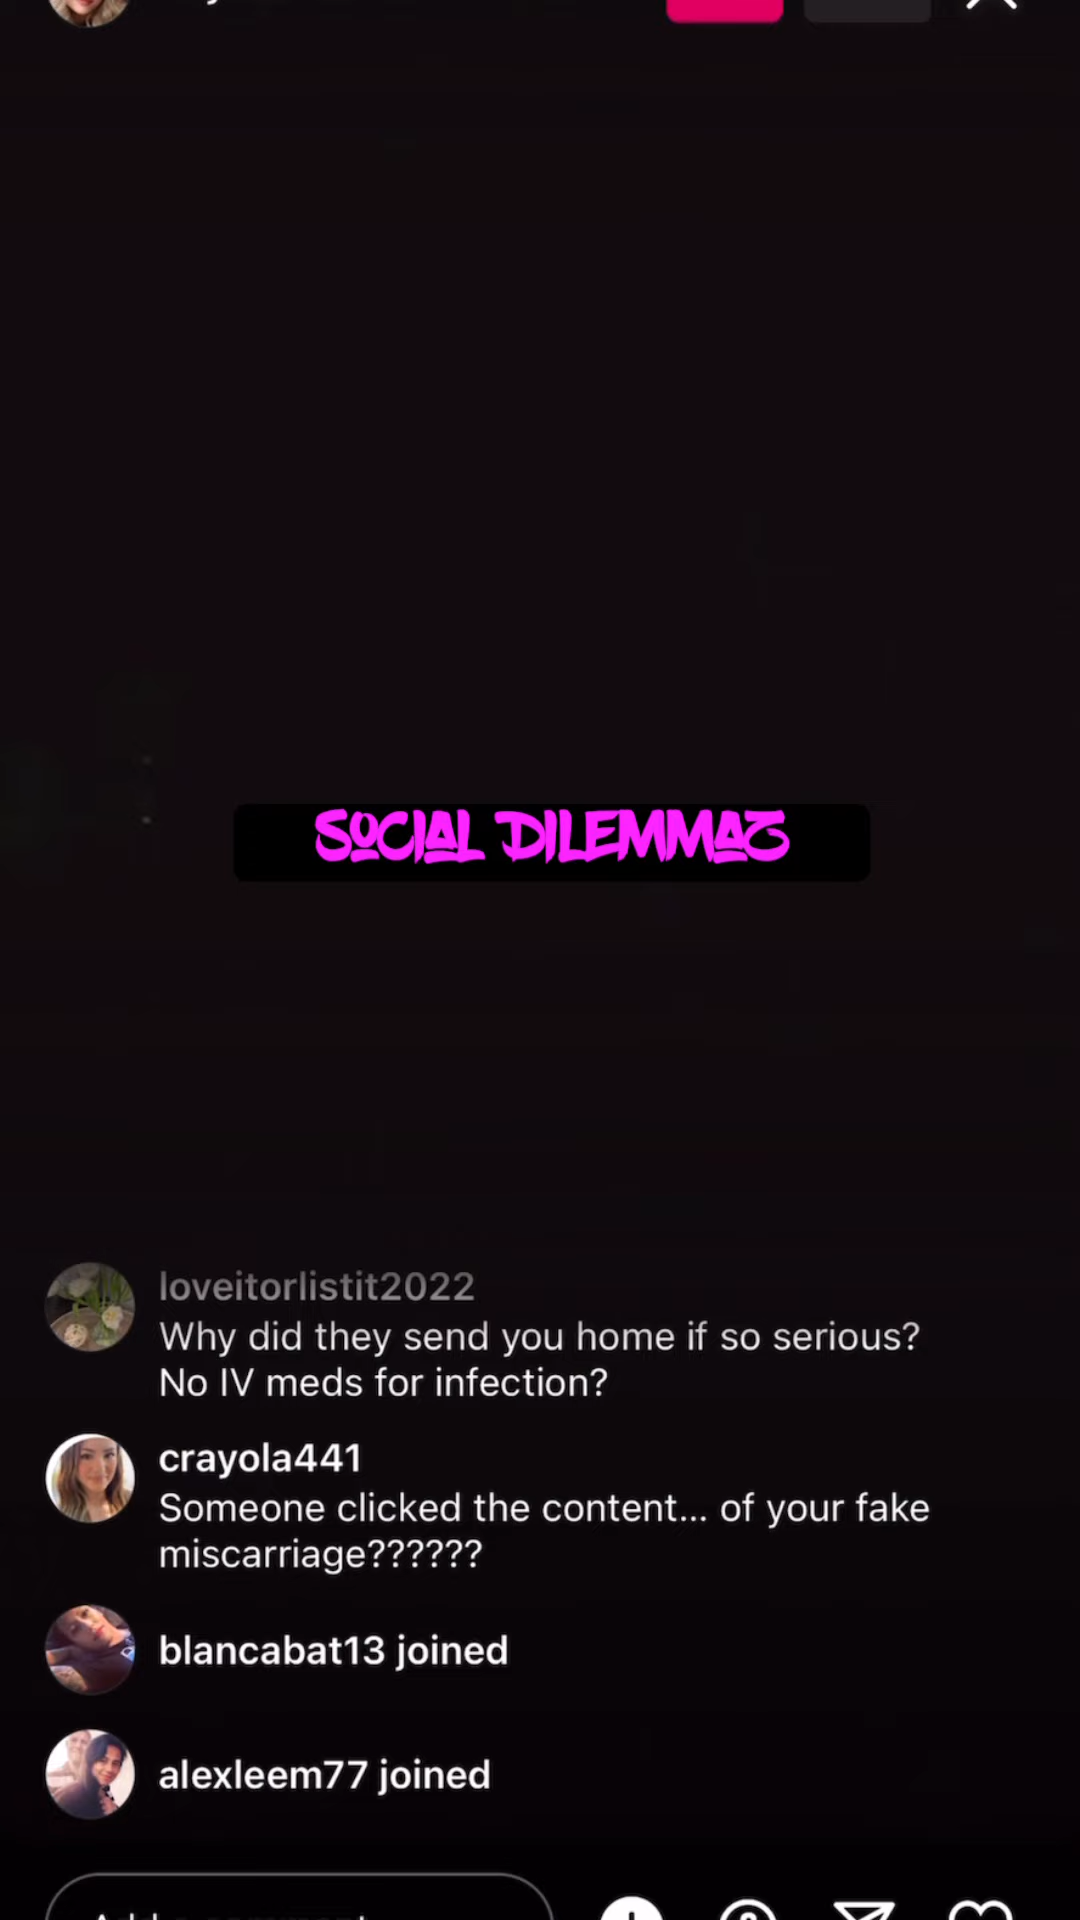 SOCIAL DILEMMAZ
loveitorlistit2022
Why did they send you home if so serious?
No IV meds for infection?
crayola441
Someone clicked the content... of your fake
miscarriage??????
blancabat13 joined
alexleem77 joined